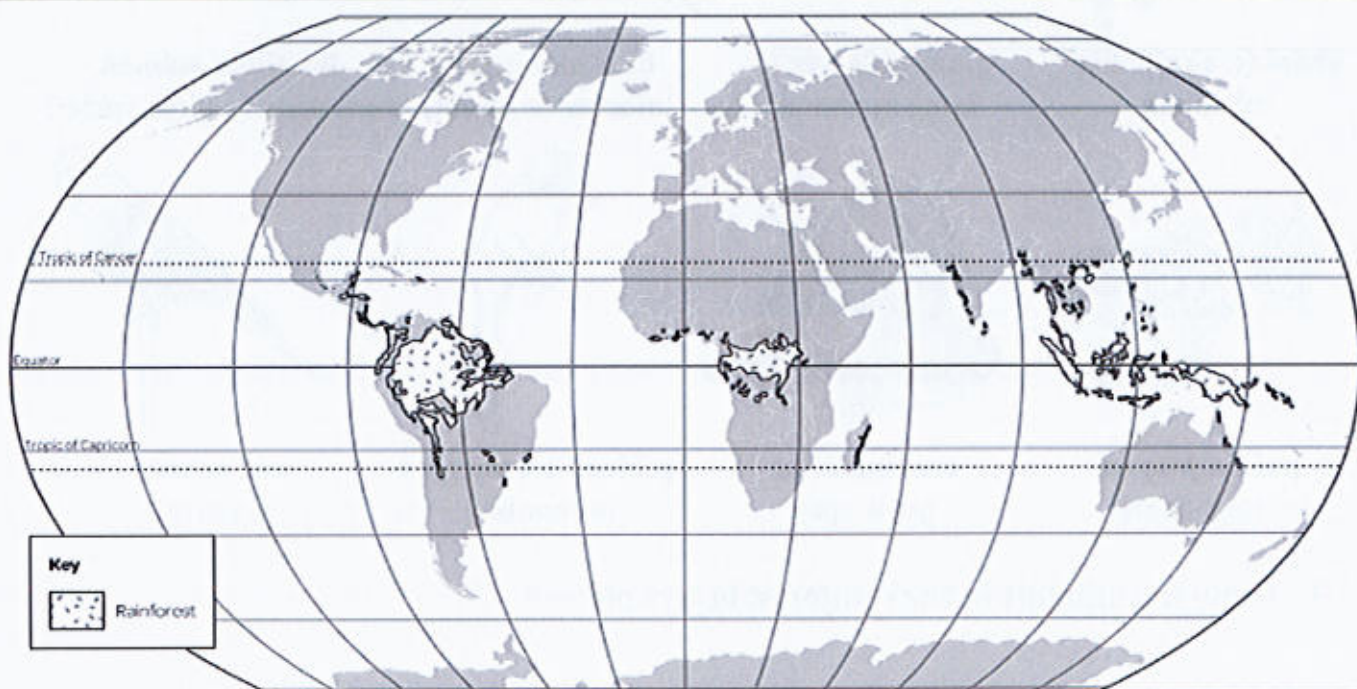 Tropic of Cancer
Equator
Tropic of Capricorn
Key
Rainforest